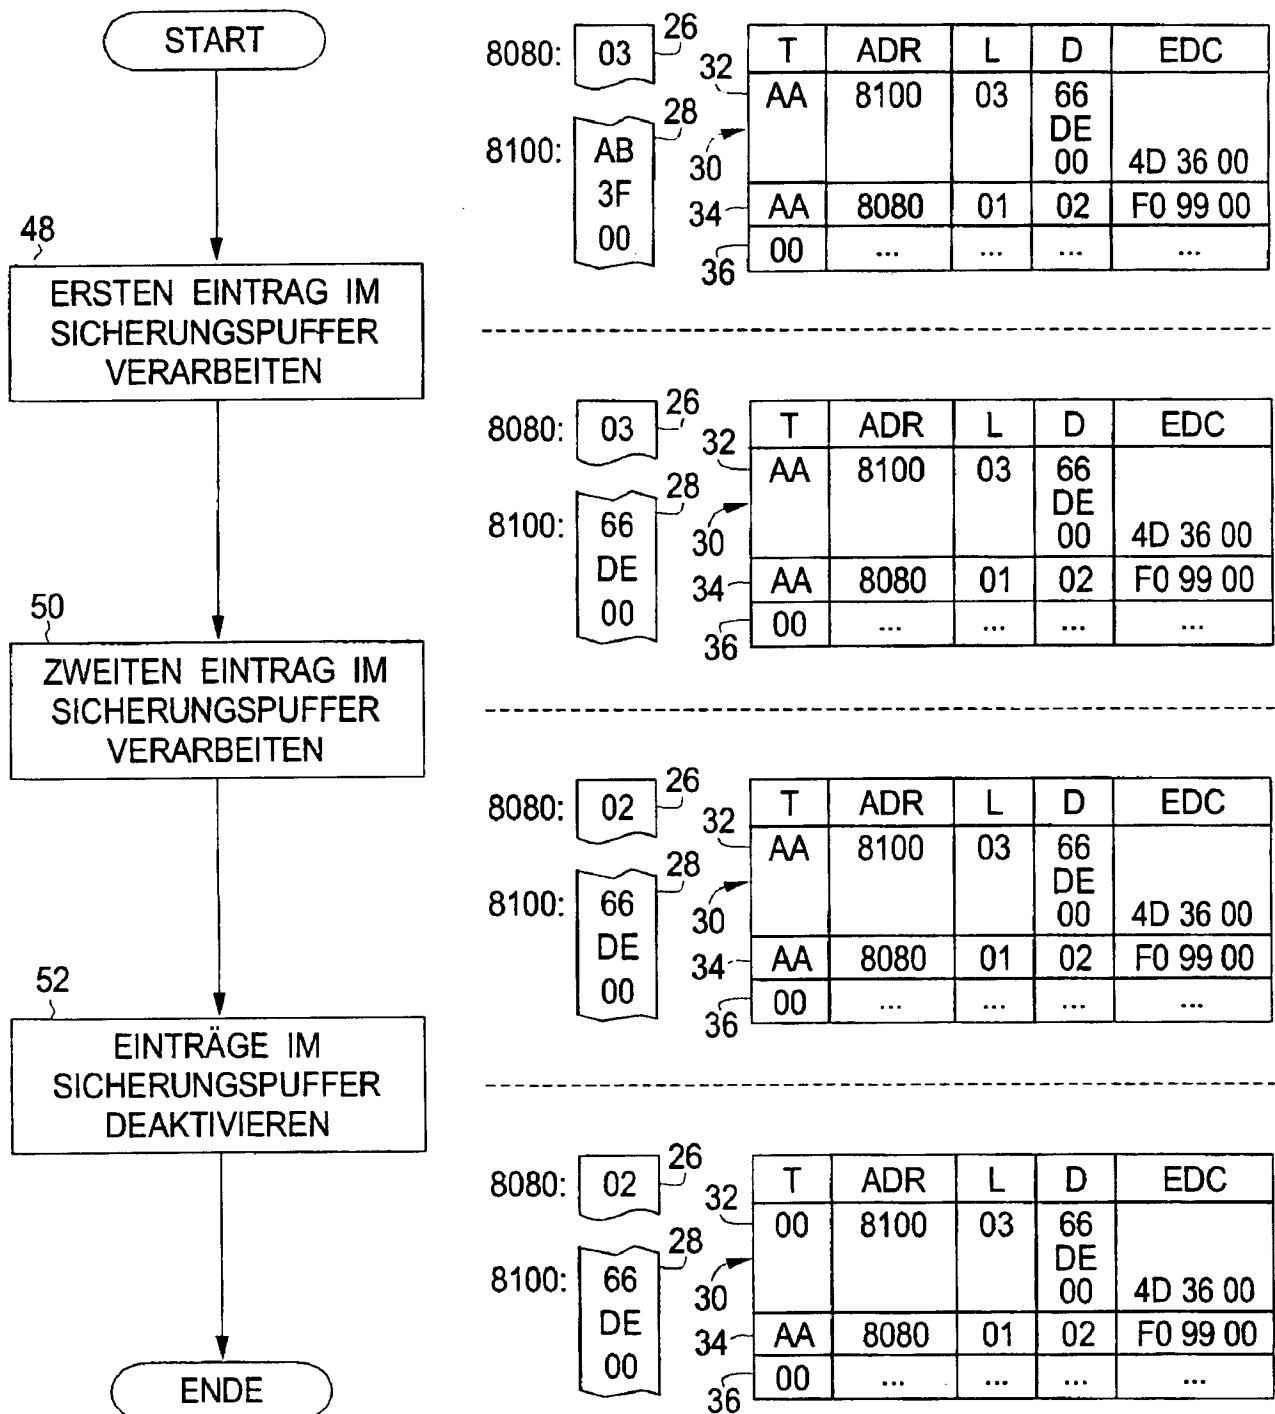 START
48
ERSTEN EINTRAG IM
SICHERUNGSPUFFER
VERARBEITEN
50
ZWEITEN EINTRAG IM
SICHERUNGSPUFFER
VERARBEITEN
52
EINTRÄGE IM
SICHERUNGSPUFFER
DEAKTIVIEREN
ENDE
8080: 03 26
8100: AB 28
3F
00
32 30 34 36
T ADR L D EDC
AA 8100 03 66
DE
00 4D 36 00
AA 8080 01 02 F0 99 00
00 ... ... ... ...
8080: 03 26
8100: 66 28
DE
00
32 30 34 36
T ADR L D EDC
AA 8100 03 66
DE
00 4D 36 00
AA 8080 01 02 F0 99 00
00 ... ... ... ...
8080: 02 26
8100: 66 28
DE
00
32 30 34 36
T ADR L D EDC
AA 8100 03 66
DE
00 4D 36 00
AA 8080 01 02 F0 99 00
00 ... ... ... ...
8080: 02 26
8100: 66 28
DE
00
32 30 34 36
T ADR L D EDC
00 8100 03 66
DE
00 4D 36 00
AA 8080 01 02 F0 99 00
00 ... ... ... ...